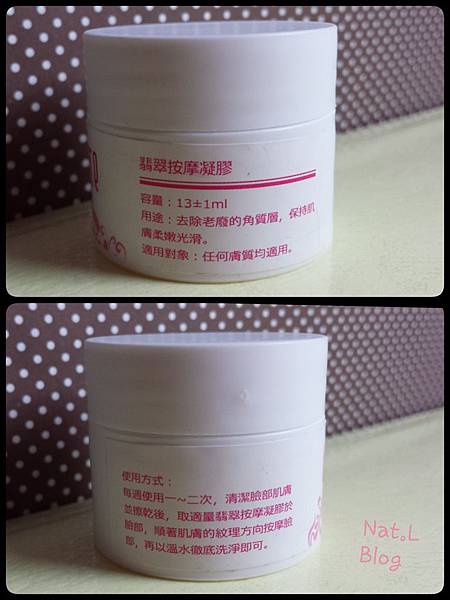 翡翠按摩凝膠
容量：13±1ml
用途：去除老廢的角質層，保持肌
膚柔嫩光滑。
適用對象：任何膚質均適用。
使用方式：
每週使用一~二次，清潔臉部肌膚
並擦乾後，取適量翡翠按摩凝膠於
臉部，順著肌膚的紋理方向按摩臉
部，再以溫水徹底洗淨即可。
Nat.L
Blog